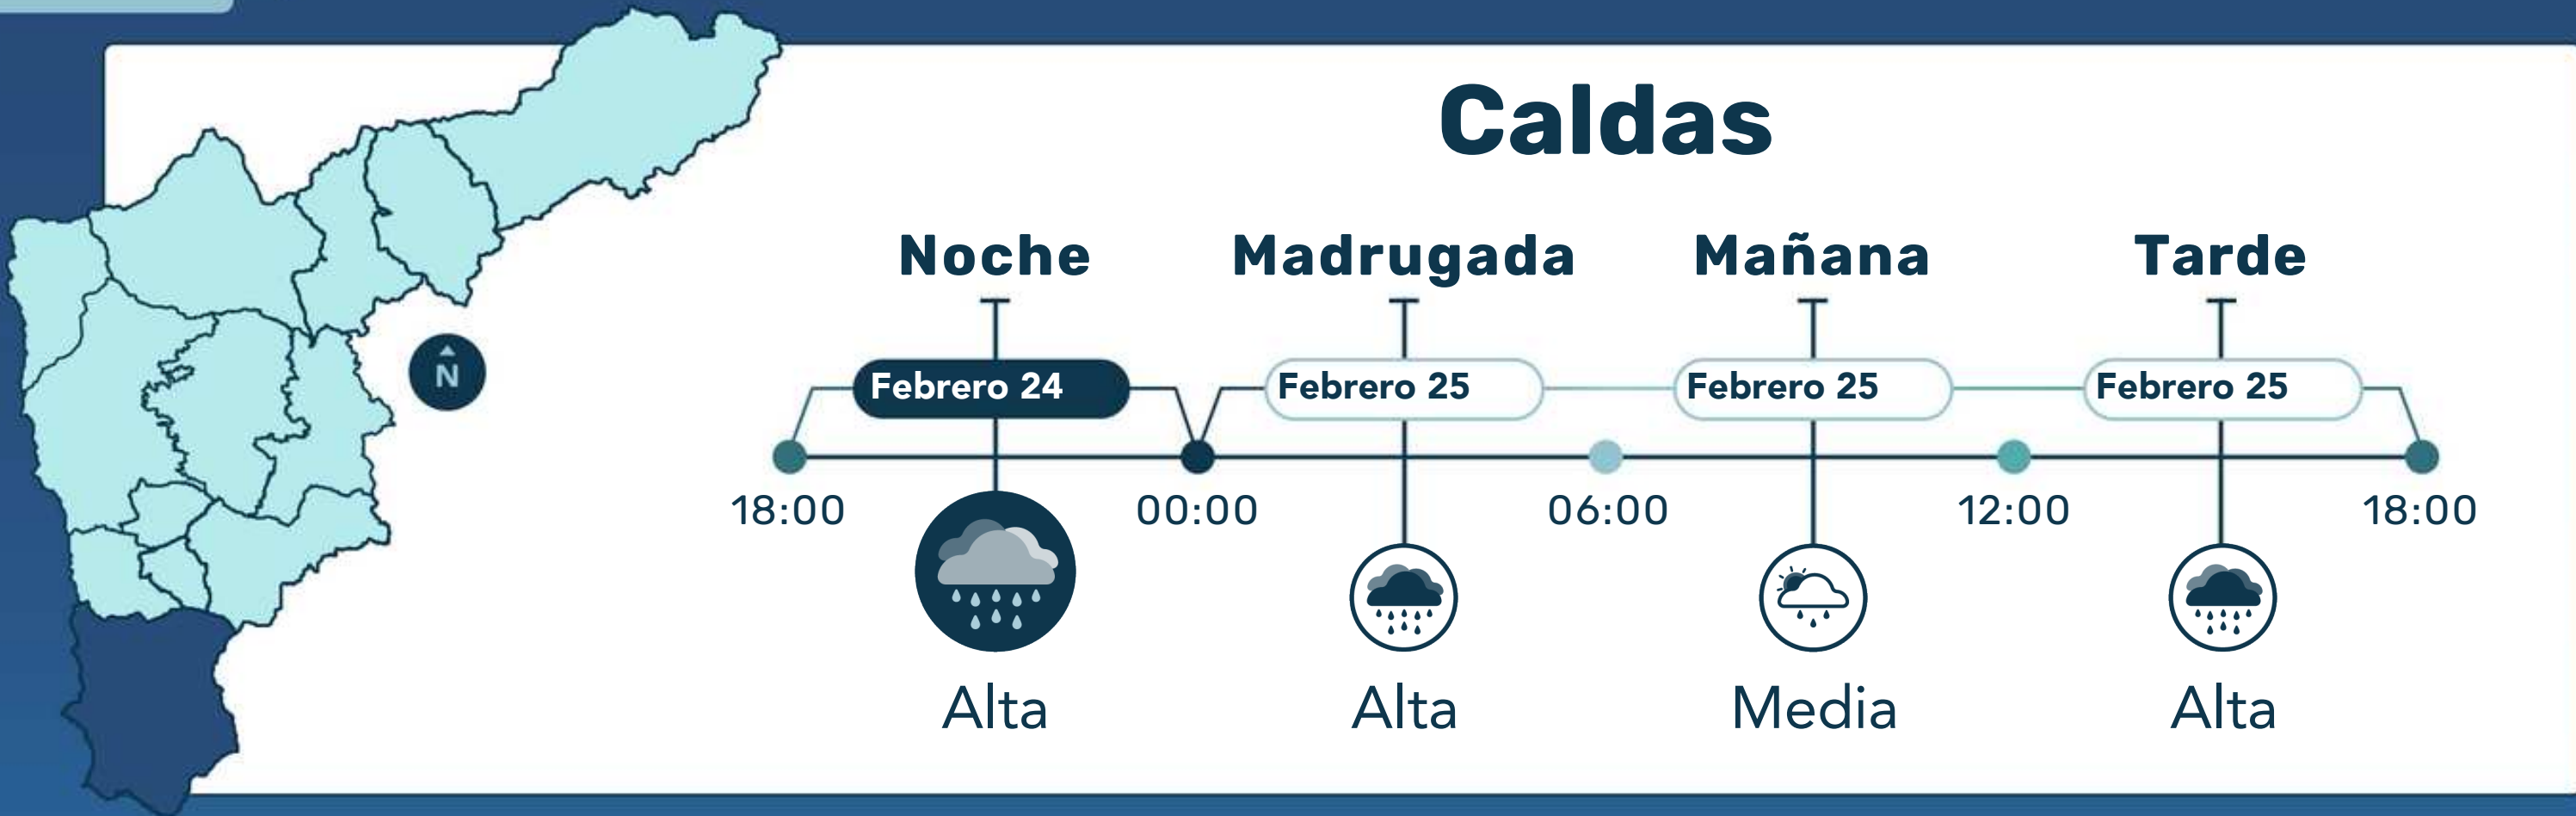 Caldas
Noche Madrugada Mañana Tarde
Febrero 24 Febrero 25 Febrero 25 Febrero 25
N
18:00 00:00 06:00 12:00 18:00
Alta Alta Media Alta